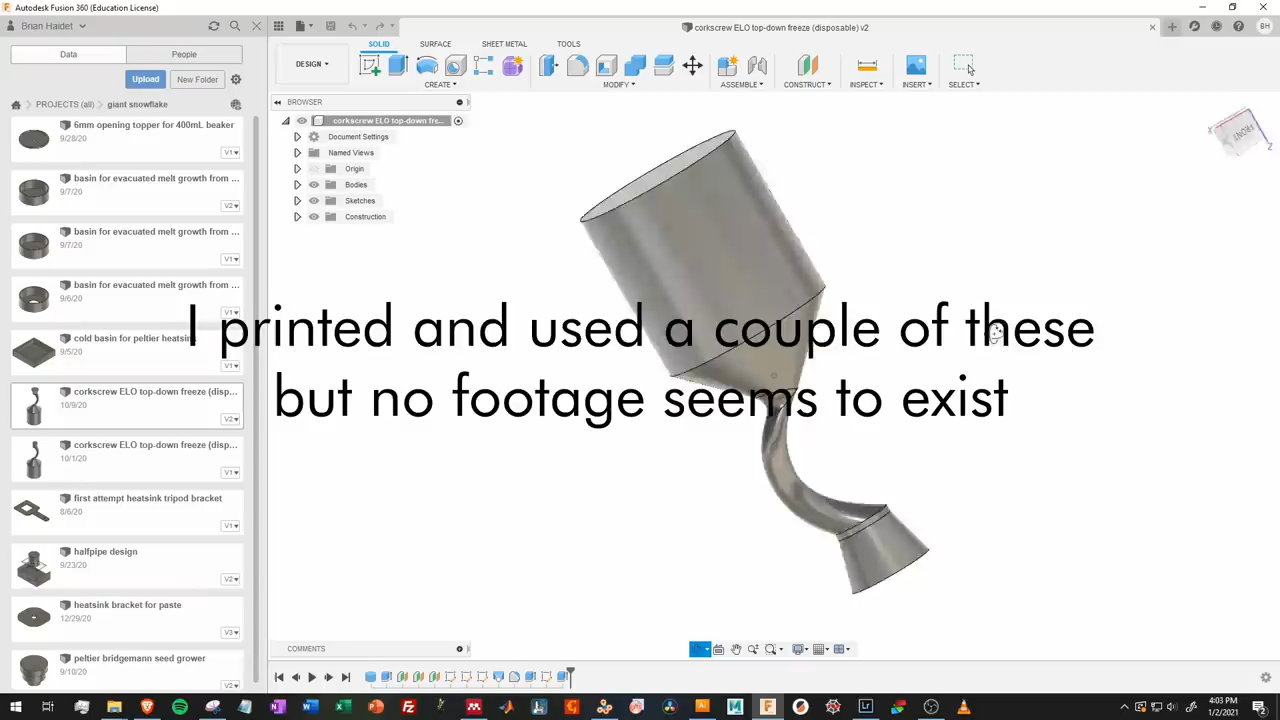 Autodesk Fusion 360 (Education License)
Brian Haidet
corkscrew ELO top-down freeze (disposable) v2
BH
Data
People
SOLID
SURFACE
SHEET METAL
TOOLS
DESIGN
Upload
New Folder
CREATE
MODIFY
ASSEMBLE
CONSTRUCT
INSPECT
INSERT
SELECT
PROJECTS (all)
giant snowflake
BROWSER
corkscrew ELO top-down fre...
Document Settings
Named Views
Origin
Bodies
Sketches
Construction
FRONT
Z
6mm opening topper for 400mL beaker
9/28/20
V1
basin for evacuated melt growth from ...
9/7/20
V2
basin for evacuated melt growth from ...
9/7/20
V1
basin for evacuated melt growth from ...
9/6/20
V1
cold basin for peltier heatsin
9/5/20
V1
corkscrew ELO top-down freeze (disp...
10/9/20
V2
corkscrew ELO top-down freeze (disp...
10/1/20
V1
first attempt heatsink tripod bracket
8/6/20
V1
halfpipe design
9/23/20
V2
heatsink bracket for paste
12/29/20
V3
peltier bridgemann seed grower
9/10/20
V2
I printed and used a couple of these
but no footage seems to exist
COMMENTS
4:03 PM
1/2/2021